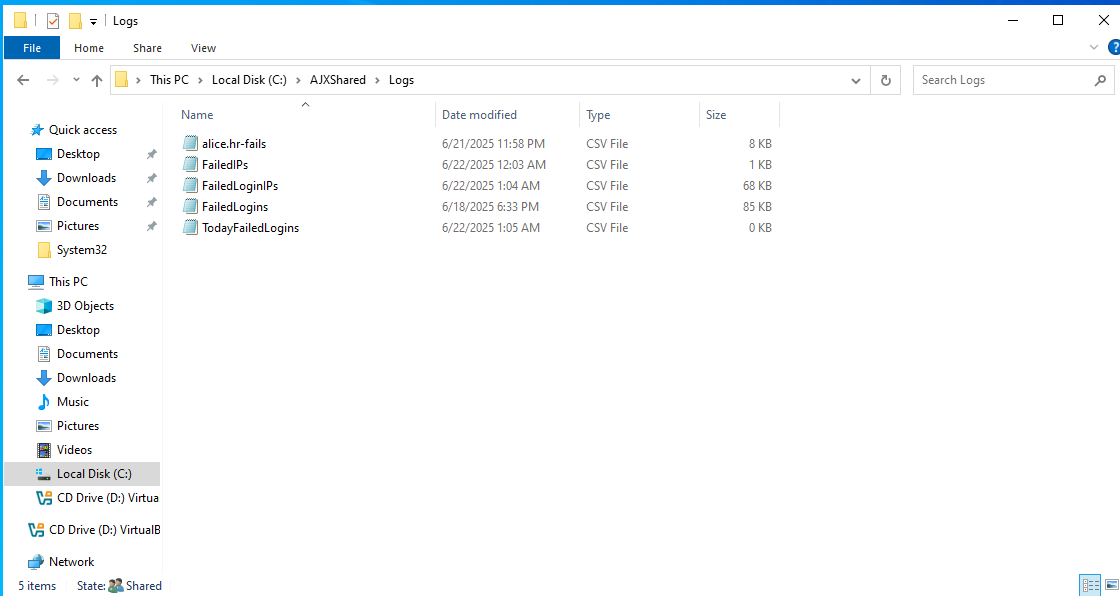 Logs
File Home Share View
This PC Local Disk (C:) AJXShared Logs
Search Logs
Name Date modified Type Size
alice.hr-fails 6/21/2025 11:58 PM CSV File 8 KB
FailedIPs 6/22/2025 12:03 AM CSV File 1 KB
FailedLoginIPs 6/22/2025 1:04 AM CSV File 68 KB
FailedLogins 6/18/2025 6:33 PM CSV File 85 KB
TodayFailedLogins 6/22/2025 1:05 AM CSV File 0 KB
Quick access
Desktop
Downloads
Documents
Pictures
System32
This PC
3D Objects
Desktop
Documents
Downloads
Music
Pictures
Videos
Local Disk (C:)
CD Drive (D:) Virtua
CD Drive (D:) VirtualB
Network
5 items State: Shared